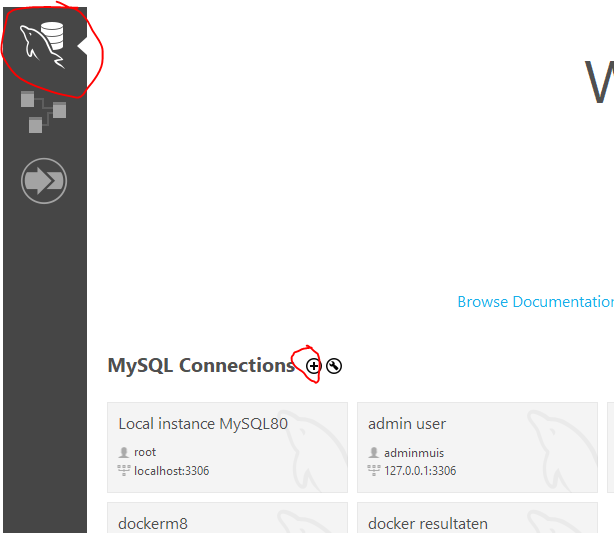 W
Browse Documentation
MySQL Connections
Local instance MySQL80
root
localhost:3306
admin user
adminmuis
127.0.0.1:3306
dockerm8
docker resultaten